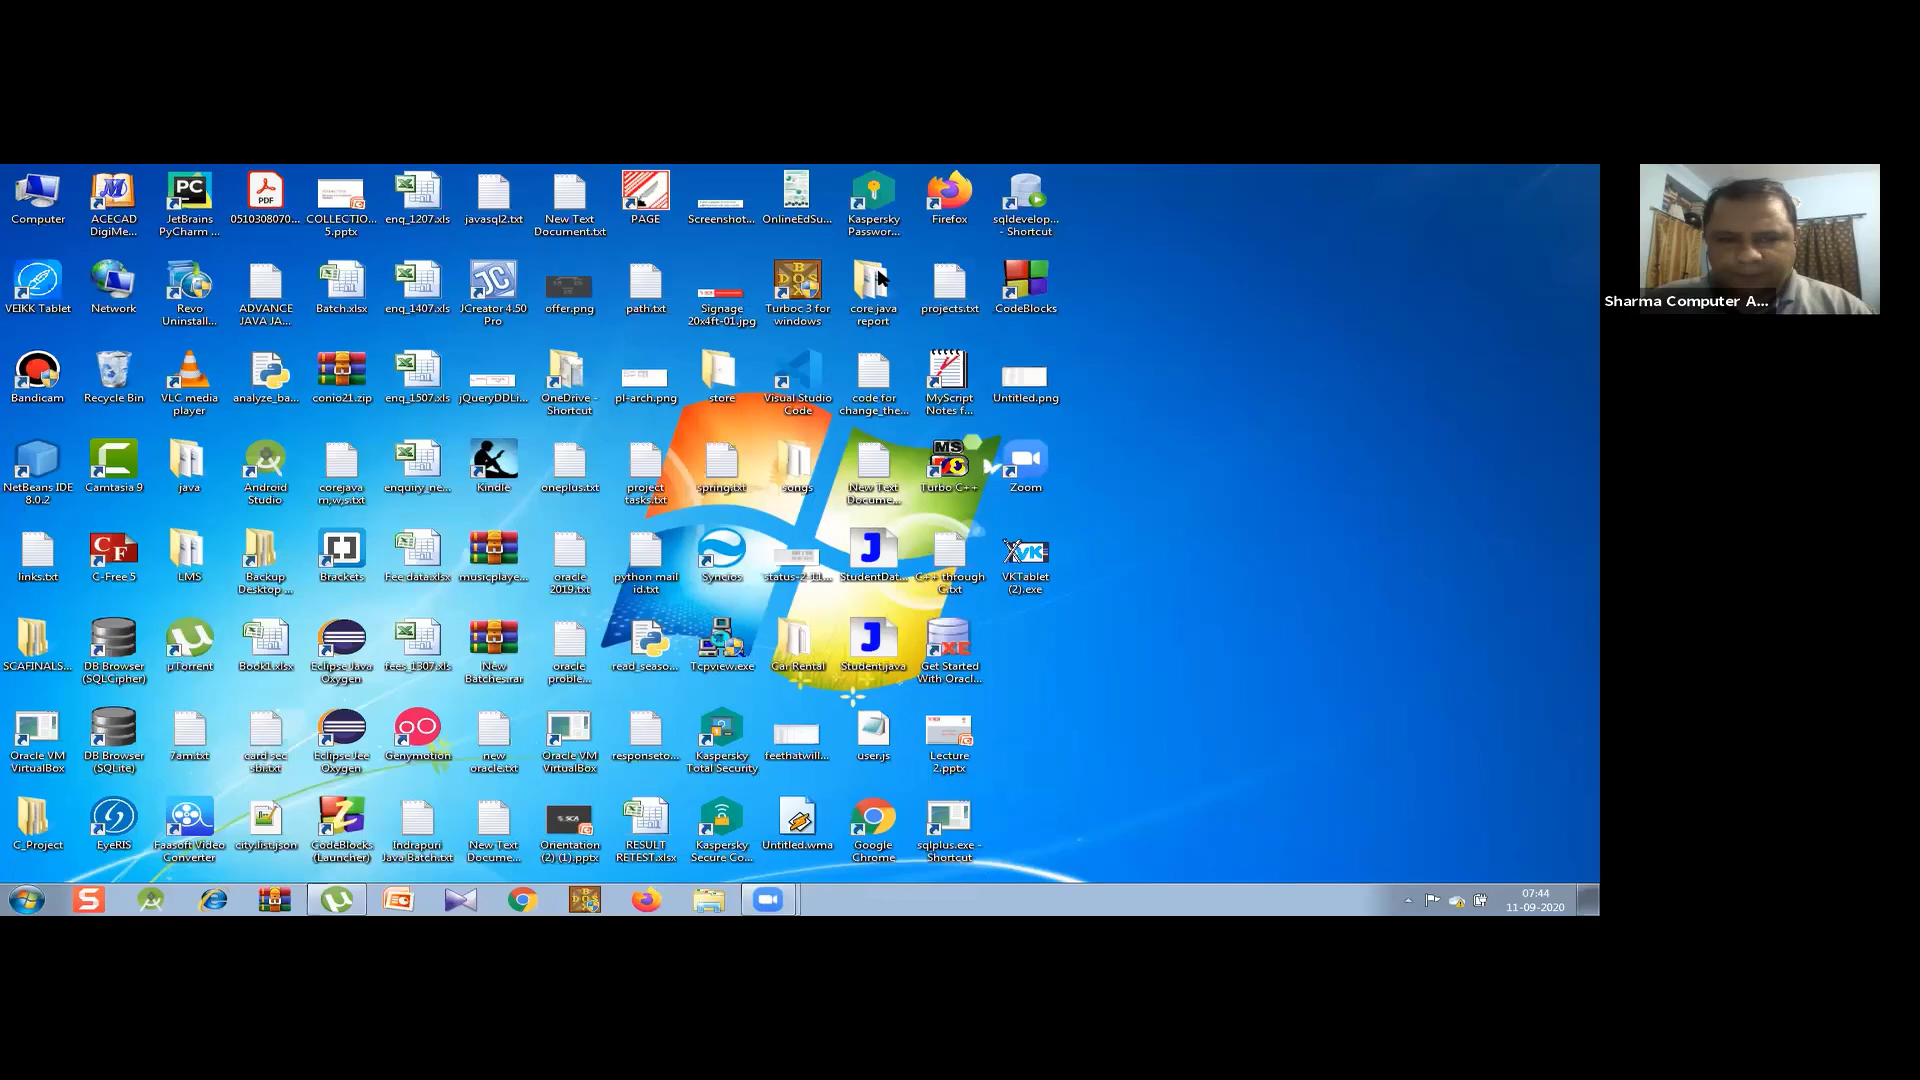 Computer
ACECAD
DigiMe...
JetBrains
PyCharm ...
PDF
0510308070...
COLLECTIO...
5.pptx
enq_1207.xls
javasql2.txt
New Text
Document.txt
PAGE
Screenshot...
OnlineEdSu...
Kaspersky
Passwor...
Firefox
sqldevelop...
- Shortcut
VEIKK Tablet
Network
Revo
Uninstall...
ADVANCE
JAVA JA...
Batch.xlsx
enq_1407.xls
JCreator 4.50
Pro
offer.png
path.txt
Signage
20x4ft-01.jpg
Turboc 3 for
windows
core java
report
projects.txt
CodeBlocks
Bandicam
Recycle Bin
VLC media
player
analyze_ba...
conio21.zip
enq_1507.xls
jQueryDDLi...
OneDrive -
Shortcut
pl-arch.png
store
Visual Studio
Code
code for
change_the...
MyScript
Notes f...
Untitled.png
NetBeans IDE
8.0.2
Camtasia 9
java
Android
Studio
corejava
m,w,s.txt
enquiry_ne...
Kindle
oneplus.txt
project
tasks.txt
spring.txt
songs
New Text
Docume...
Turbo C++
Zoom
links.txt
C-Free 5
LMS
Backup
Desktop ...
Brackets
Fee data.xlsx
musicplaye...
oracle
2019.txt
python mail
id.txt
Syncios
status-2-11...
StudentDat...
C++ through
C.txt
VKTablet
(2).exe
SCAFINALS...
DB Browser
(SQLCipher)
µTorrent
Book1.xlsx
Eclipse Java
Oxygen
fees_1307.xls
New
Batches.rar
oracle
proble...
read_seaso...
Tcpview.exe
Car Rental
Student.java
Get Started
With Oracl...
Oracle VM
VirtualBox
DB Browser
(SQLite)
7am.txt
card sec
sbi.txt
Eclipse Jee
Oxygen
Genymotion
new
oracle.txt
Oracle VM
VirtualBox
responseto...
Kaspersky
Total Security
feethatwill...
user.js
Lecture
2.pptx
C_Project
EyeRIS
Faasoft Video
Converter
city.list.json
CodeBlocks
(Launcher)
Indrapuri
Java Batch.txt
New Text
Docume...
Orientation
(2) (1).pptx
RESULT
RETEST.xlsx
Kaspersky
Secure Co...
Untitled.wma
Google
Chrome
sqlplus.exe -
Shortcut
07:44
11-09-2020
Sharma Computer A...